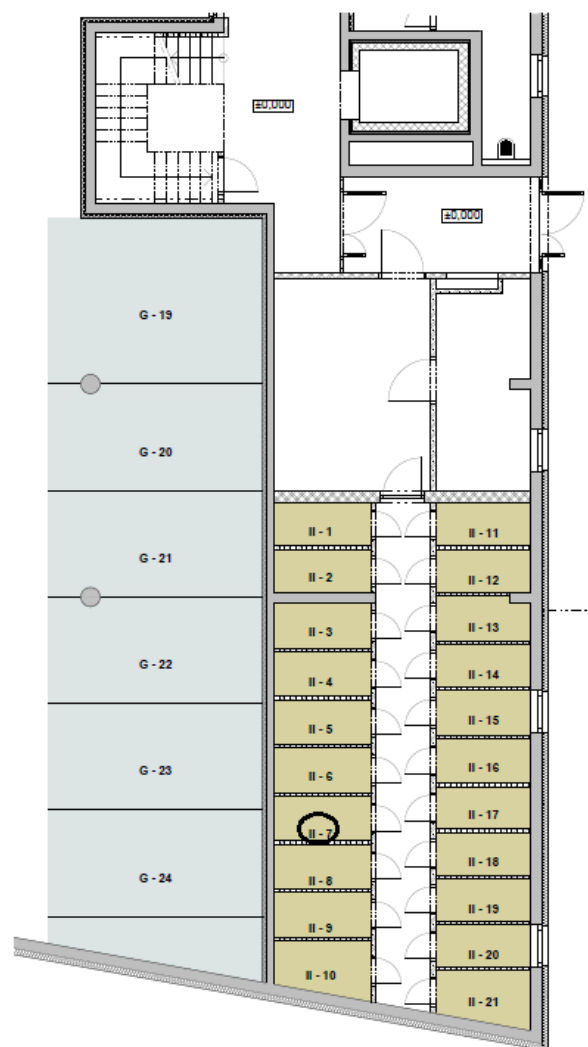 ±0,000
±0,000
G - 19
G - 20
G - 21
G - 22
G - 23
G - 24
II - 1
II - 2
II - 3
II - 4
II - 5
II - 6
II - 7
II - 8
II - 9
II - 10
II - 11
II - 12
II - 13
II - 14
II - 15
II - 16
II - 17
II - 18
II - 19
II - 20
II - 21